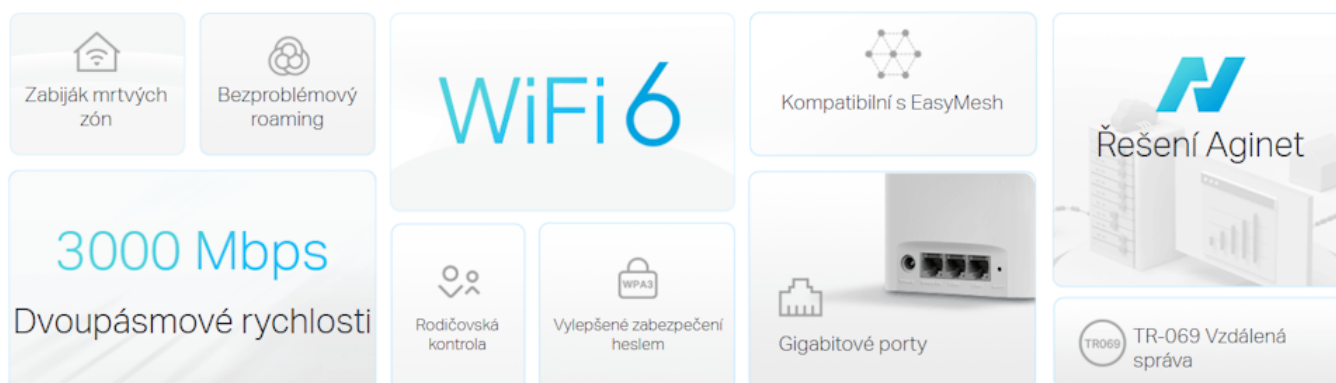 Zabiják mrtvých
zón
Bezproblémový
roaming
WiFi 6
Kompatibilní s EasyMesh
Řešení Aginet
3000 Mbps
Dvoupásmové rychlosti
Rodičovská
kontrola
WPA3
Vylepšené zabezpečení
heslem
Gigabitové porty
TR069
TR-069 Vzdálená
správa